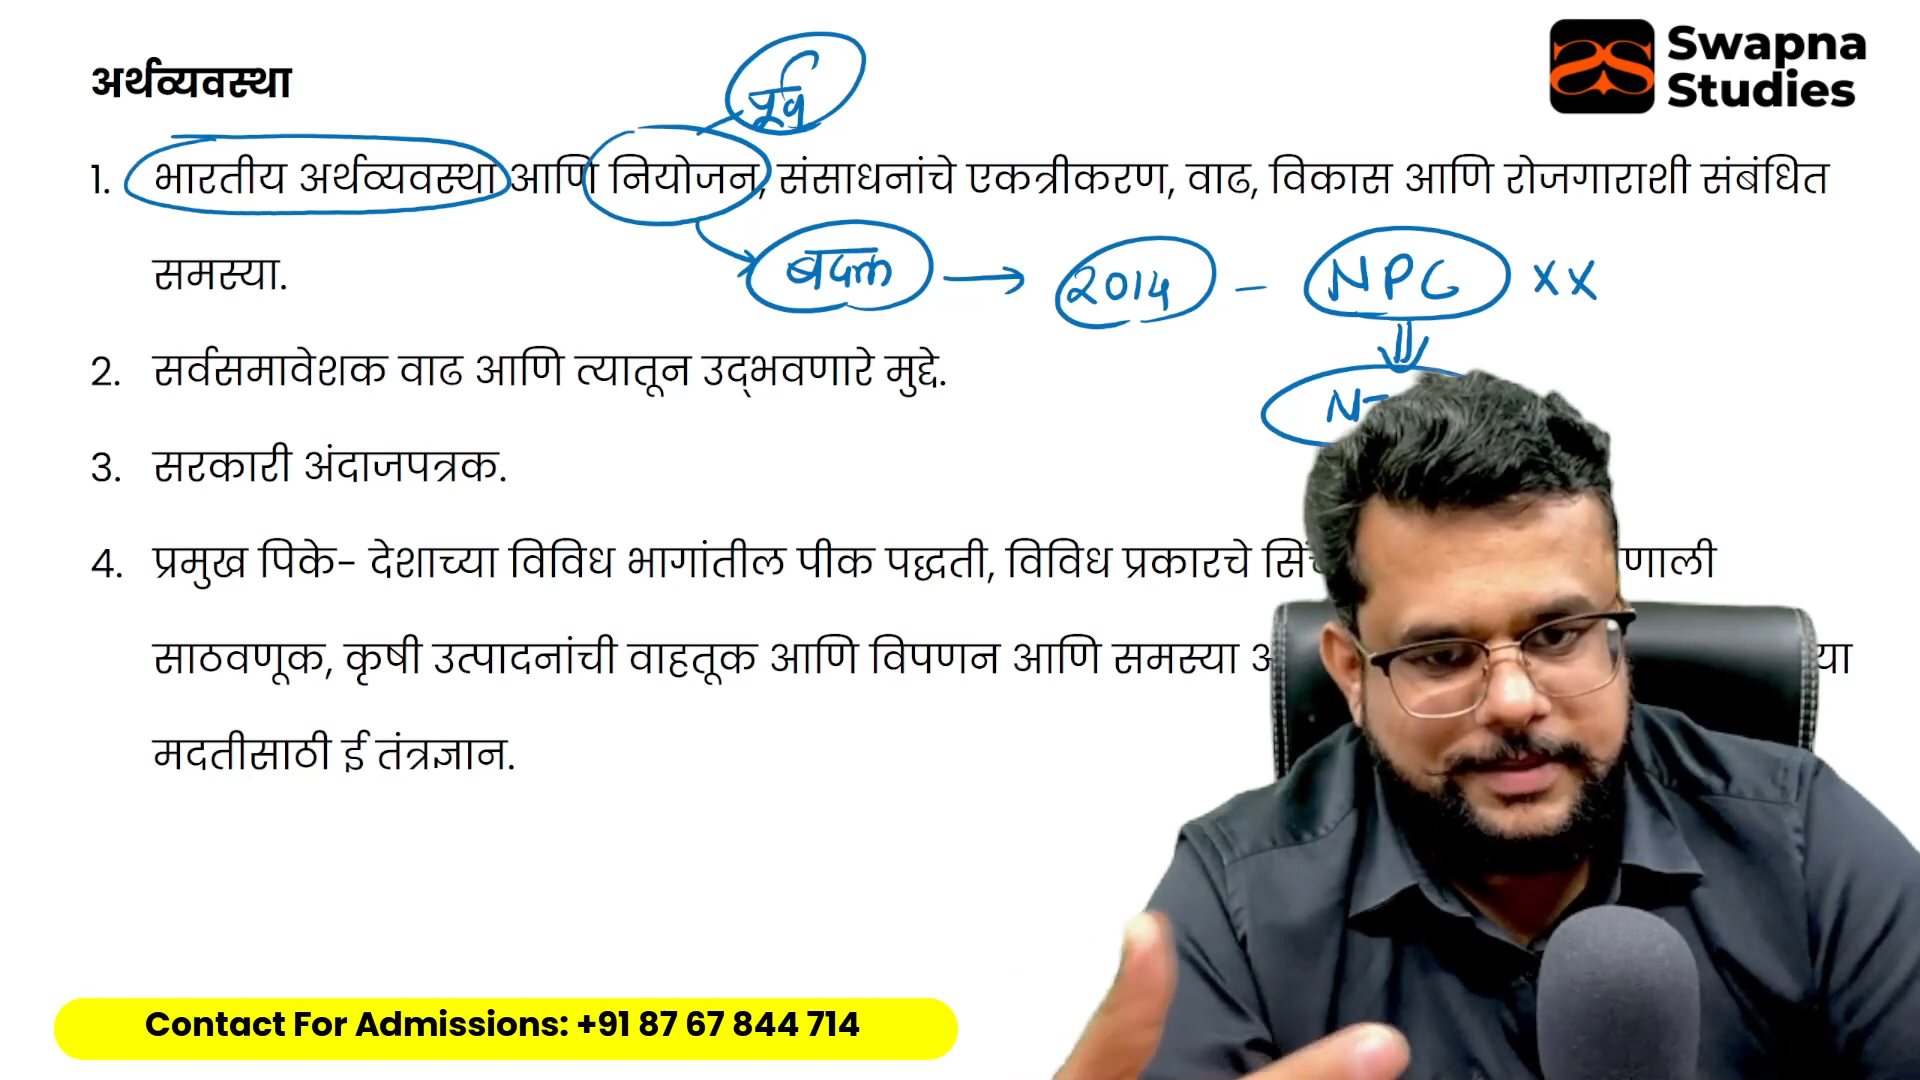 Swapna
Studies
अर्थव्यवस्था
पूर्व
1. भारतीय अर्थव्यवस्था आणि नियोजन, संसाधनांचे एकत्रीकरण, वाढ, विकास आणि रोजगाराशी संबंधित
समस्या.
बदल → 2014 - NPC xx
2. सर्वसमावेशक वाढ आणि त्यातून उद्भवणारे मुद्दे.
3. सरकारी अंदाजपत्रक.
4. प्रमुख पिके- देशाच्या विविध भागांतील पीक पद्धती, विविध प्रकारचे
साठवणूक, कृषी उत्पादनांची वाहतूक आणि विपणन आणि समस्या
मदतीसाठी ई तंत्रज्ञान.
Contact For Admissions: +91 87 67 844 714